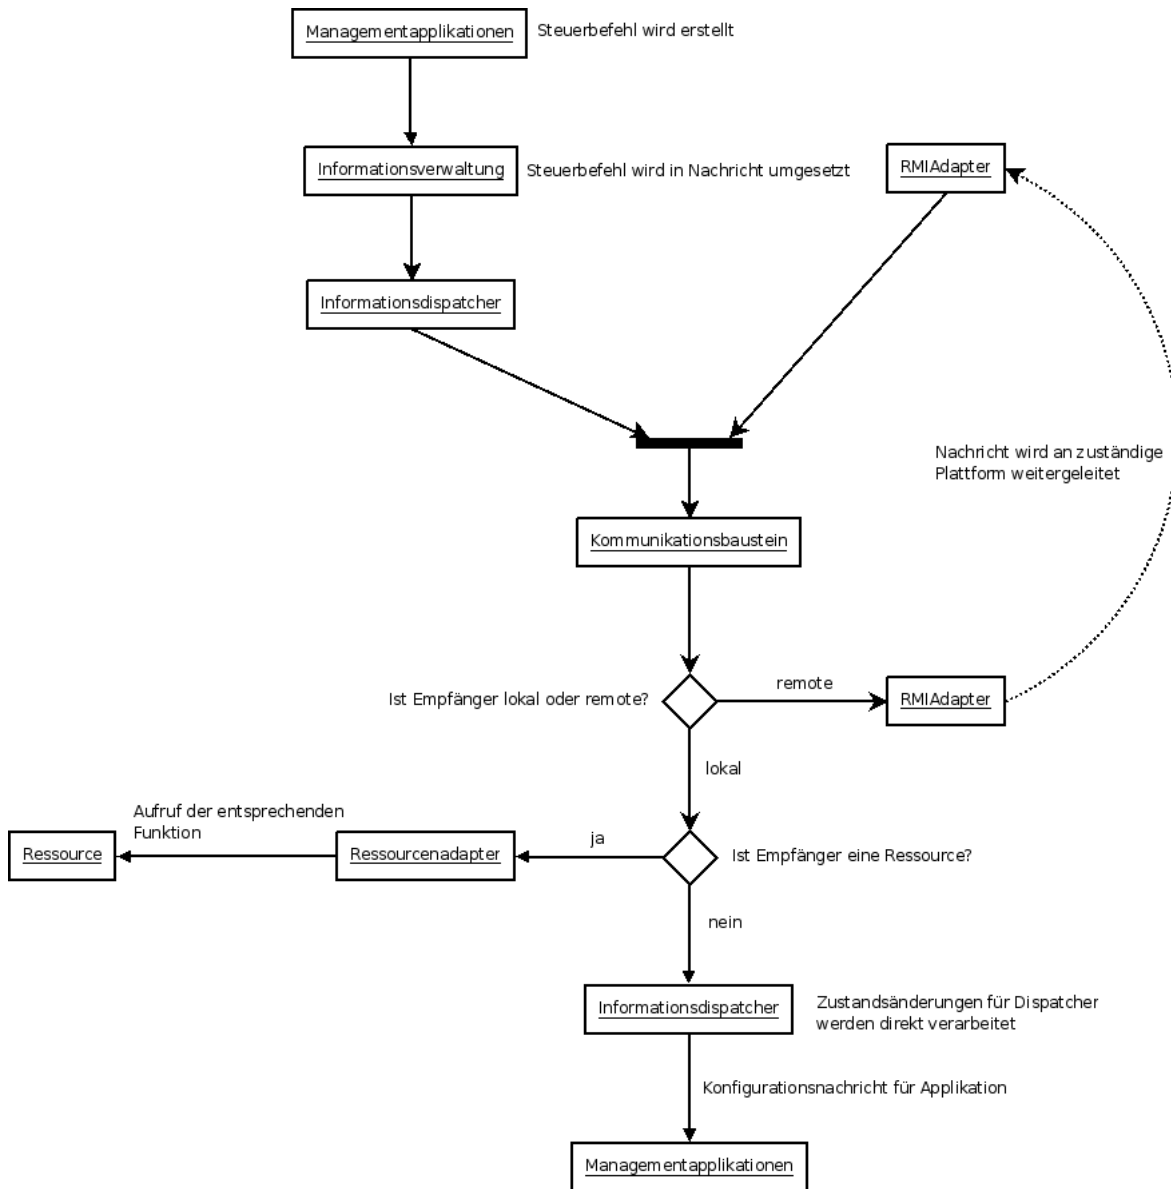 Managementapplikationen
Steuerbefehl wird erstellt
Informationsverwaltung
Steuerbefehl wird in Nachricht umgesetzt
RMIAdapter
Informationsdispatcher
Nachricht wird an zuständige
Plattform weitergeleitet
Kommunikationsbaustein
Ist Empfänger lokal oder remote?
remote
RMIAdapter
lokal
Aufruf der entsprechenden
Funktion
Ressource
Ressourcenadapter
ja
Ist Empfänger eine Ressource?
nein
Informationsdispatcher
Zustandsänderungen für Dispatcher
werden direkt verarbeitet
Konfigurationsnachricht für Applikation
Managementapplikationen